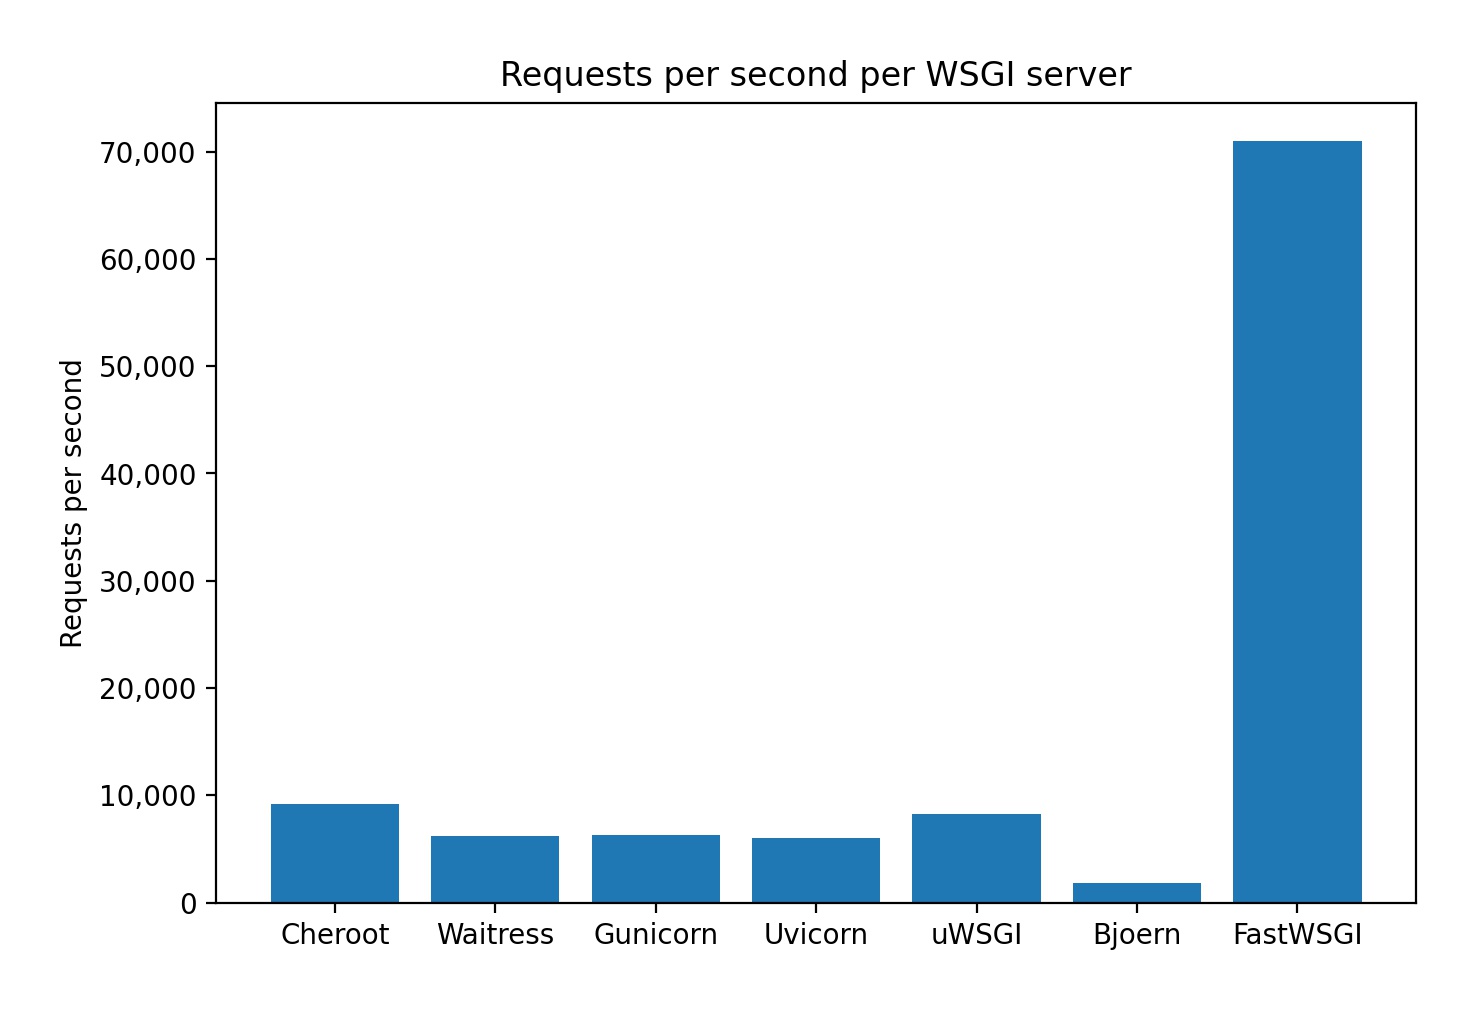 Requests per second per WSGI server
70,000
60,000
50,000
40,000
30,000
20,000
10,000
0
Requests per second
Cheroot Waitress Gunicorn Uvicorn uWSGI Bjoern FastWSGI